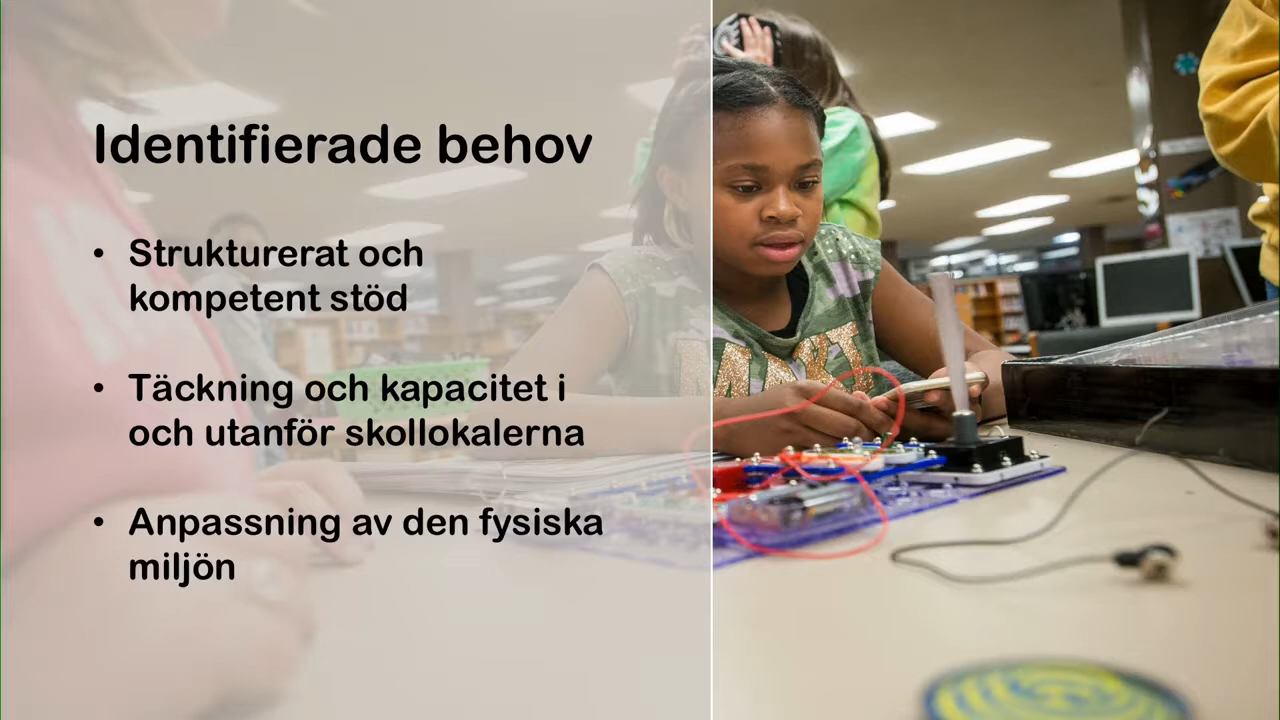 Identifierade behov
• Strukturerat och
kompetent stöd
• Täckning och kapacitet i
och utanför skollokalerna
• Anpassning av den fysiska
miljön